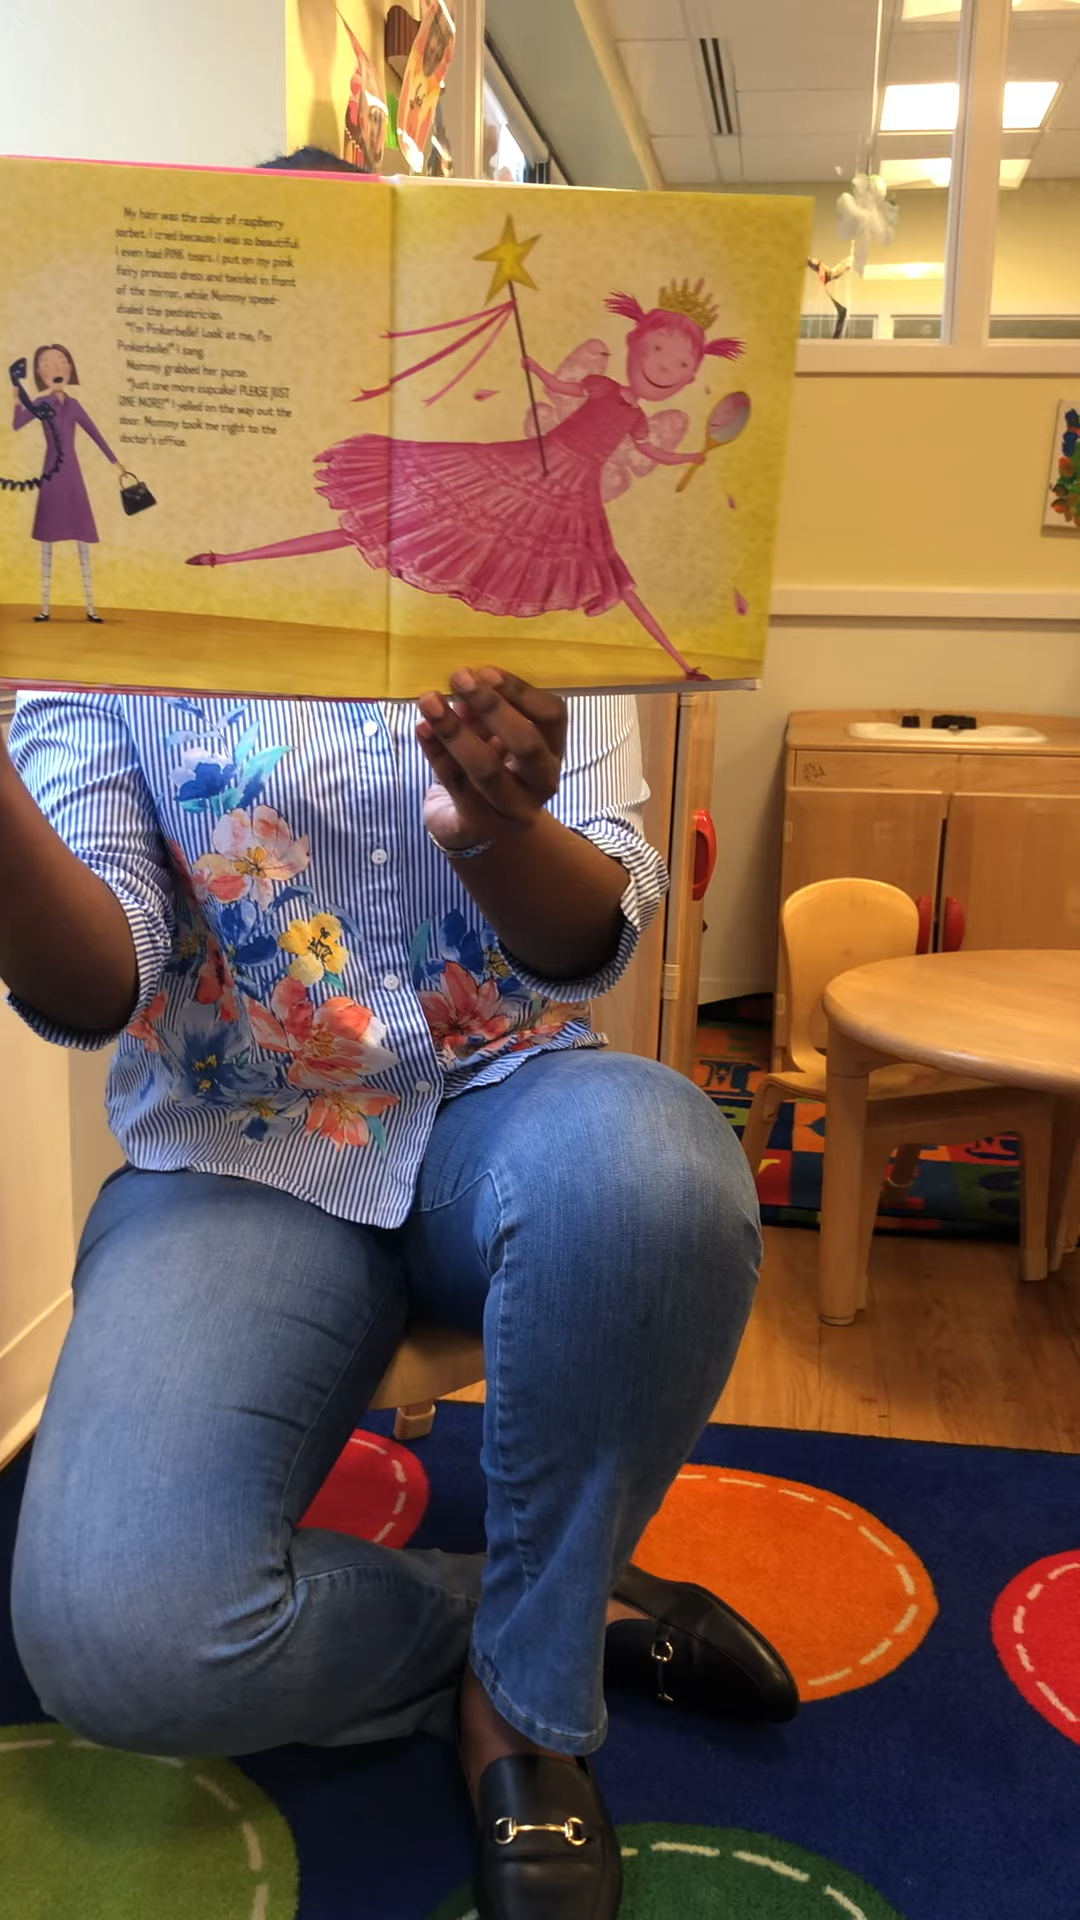 My hair was the color of raspberry
sorbet. I cried because I was so beautiful.
I even had PINK tears. I put on my pink
fairy princess dress and twirled in front
of the mirror, while Mommy speed-
dialed the pediatrician.
"I'm Pinkerbelle! Look at me, I'm
Pinkerbelle!" I sang.
Mommy grabbed her purse.
"Just one more cupcake! PLEASE JUST
ONE MORE!" I yelled on the way out the
door. Mommy took me right to the
doctor's office.